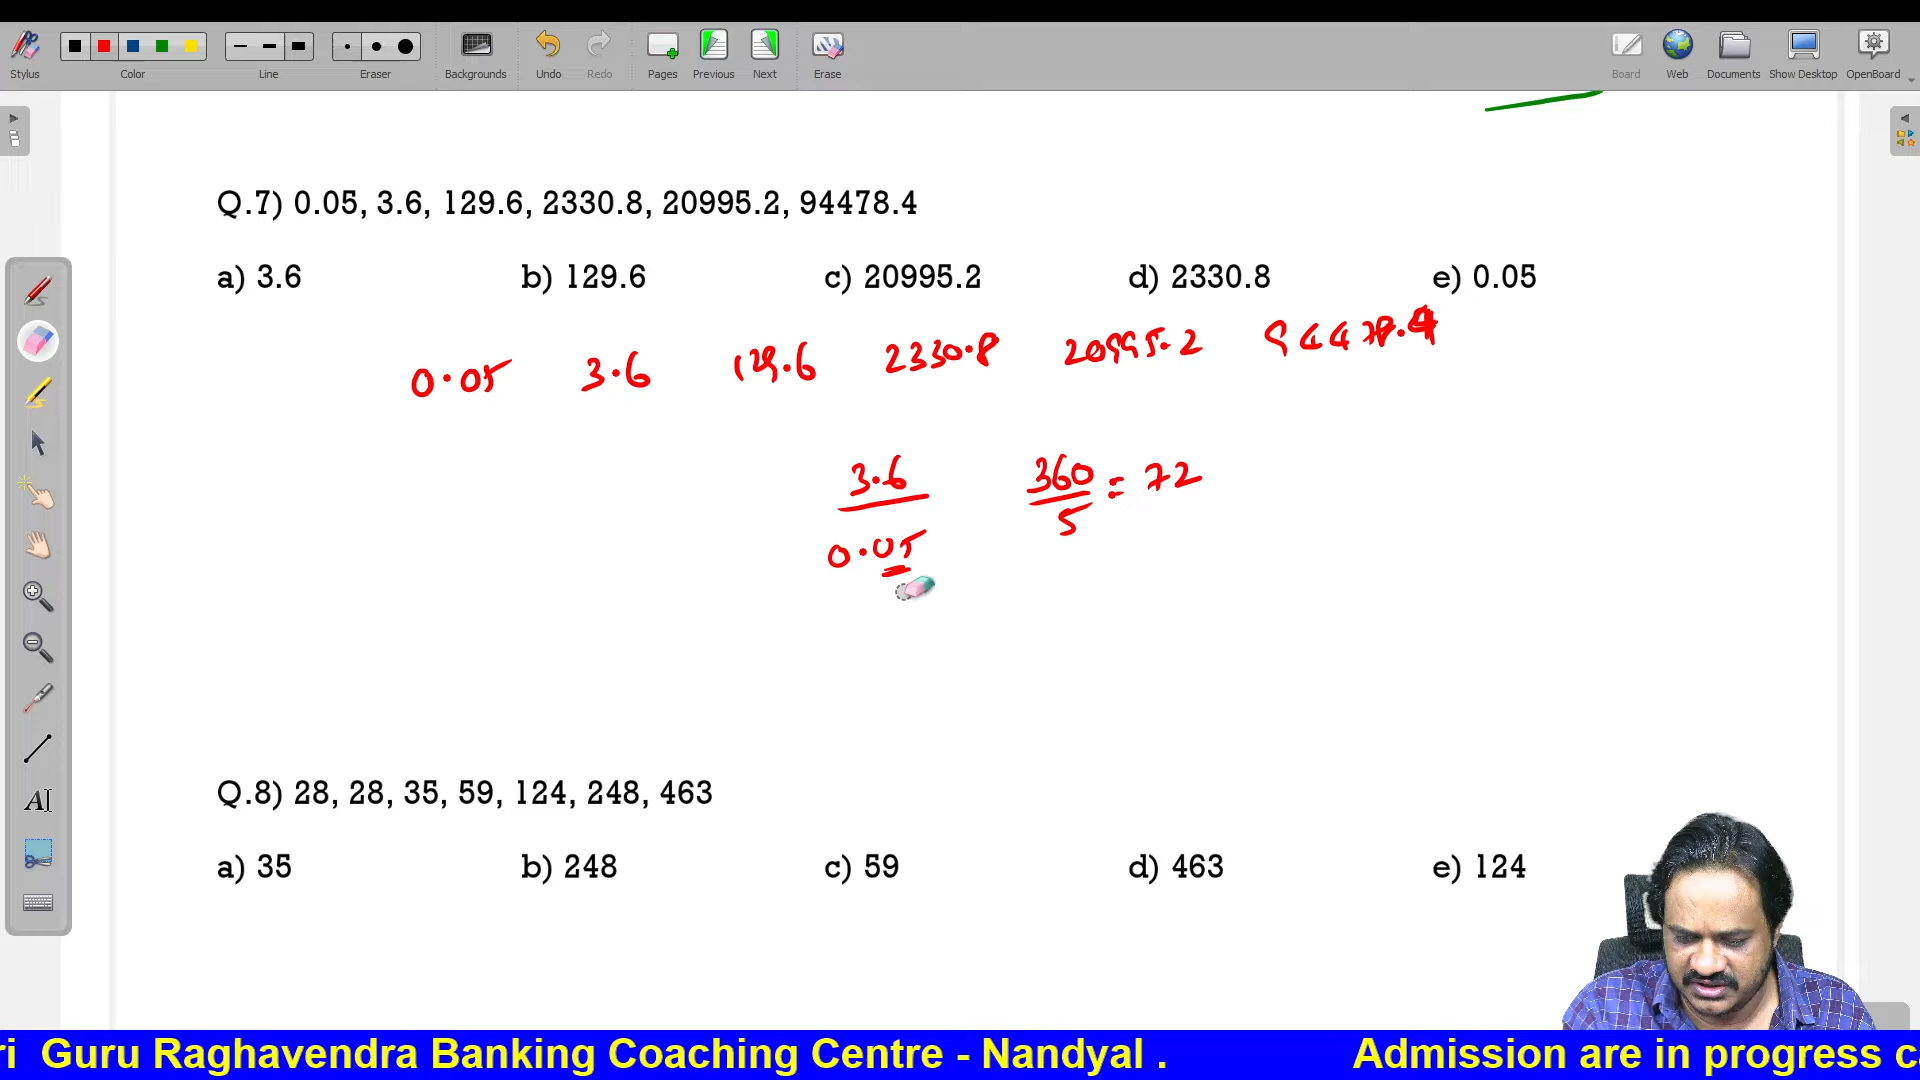 Stylus Color Line Eraser Backgrounds Undo Redo Pages Previous Next Erase Board Web Documents Show Desktop OpenBoard
Q.7) 0.05, 3.6, 129.6, 2330.8, 20995.2, 94478.4
a) 3.6 b) 129.6 c) 20995.2 d) 2330.8 e) 0.05
0.05 3.6 129.6 2330.8 20995.2 94478.4
3.6 360 = 72
0.05 5
Q.8) 28, 28, 35, 59, 124, 248, 463
a) 35 b) 248 c) 59 d) 463 e) 124
ri Guru Raghavendra Banking Coaching Centre - Nandyal . Admission are in progress c